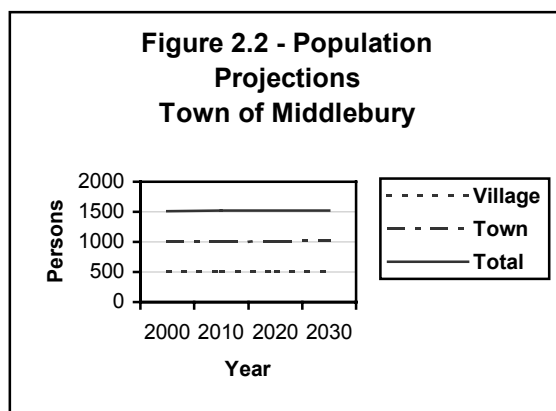 Figure 2.2 - Population
Projections
Town of Middlebury
2000
1500
1000
500
0
Persons
2000 2010 2020 2030
Year
Village
Town
Total